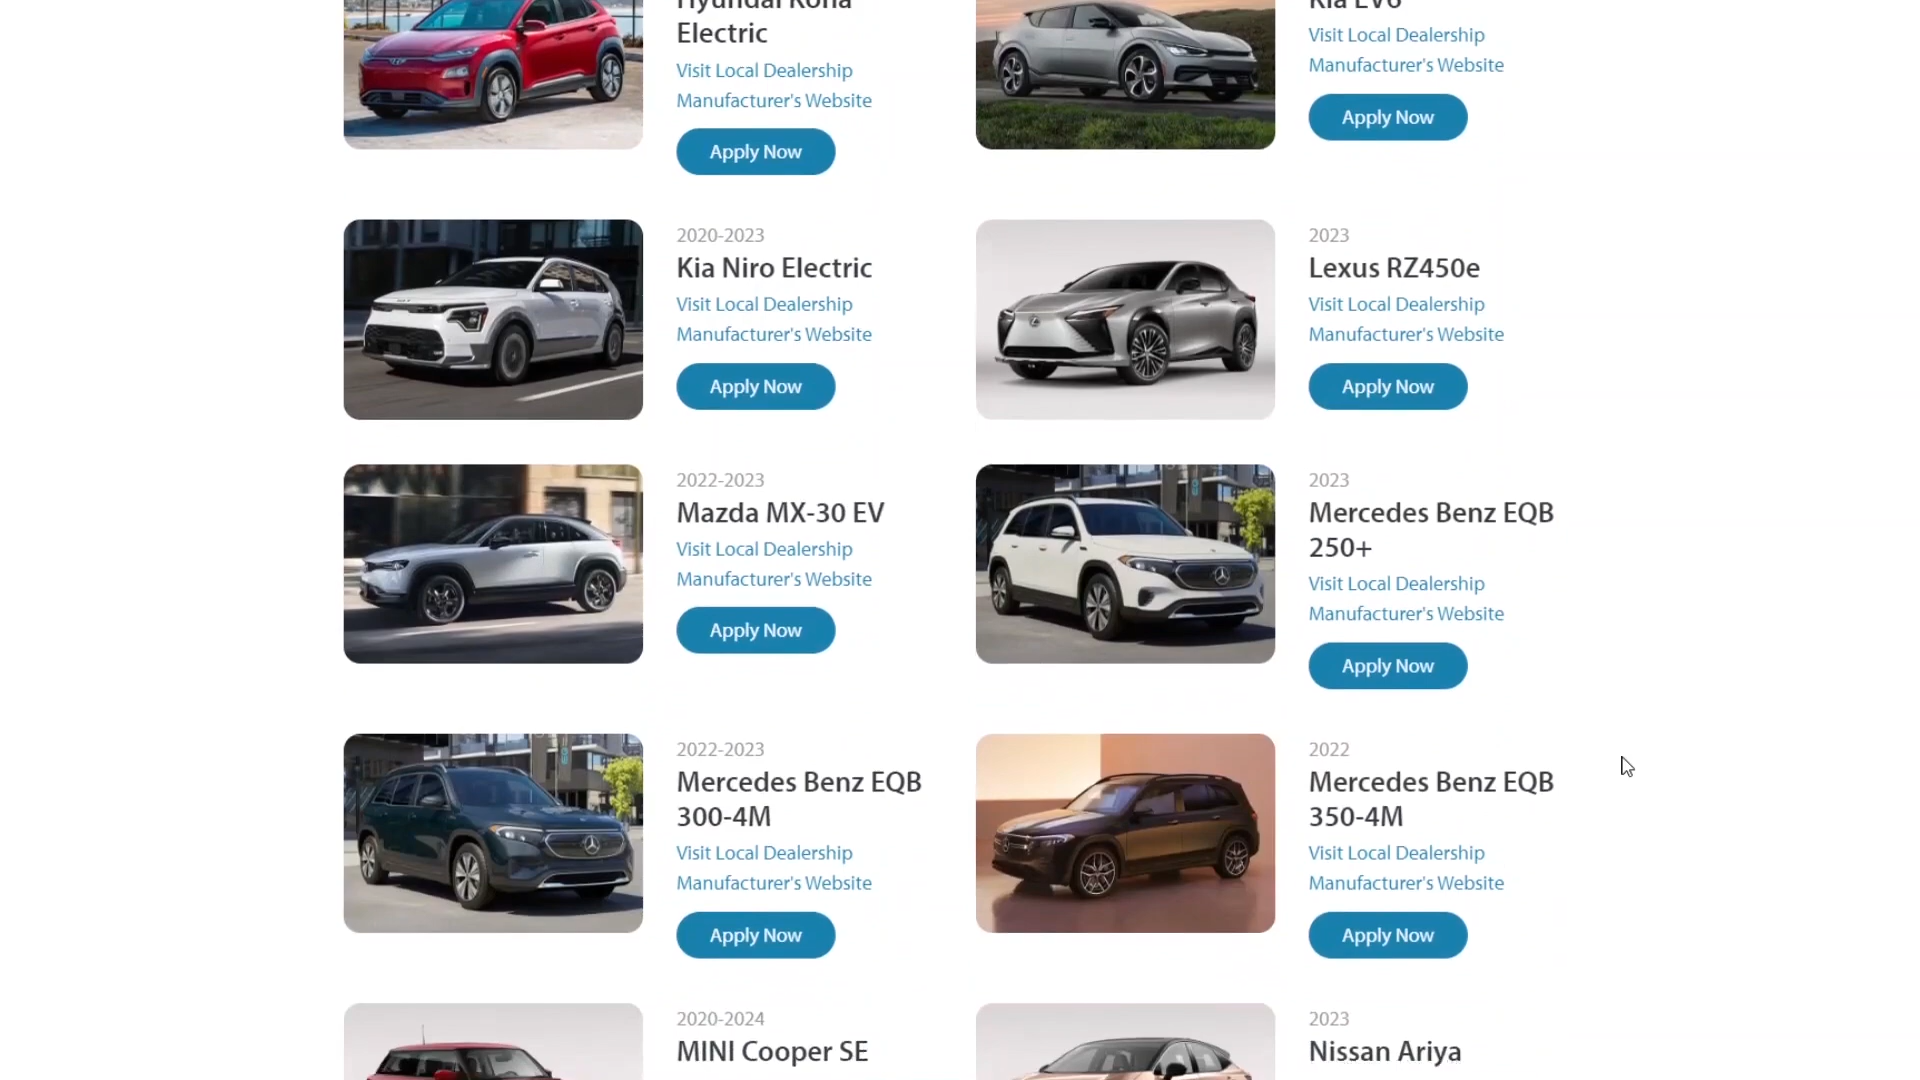 Hyundai Kona
Electric
Visit Local Dealership
Manufacturer's Website
Apply Now
Kia EV6
Visit Local Dealership
Manufacturer's Website
Apply Now
2020-2023
Kia Niro Electric
Visit Local Dealership
Manufacturer's Website
Apply Now
2023
Lexus RZ450e
Visit Local Dealership
Manufacturer's Website
Apply Now
2022-2023
Mazda MX-30 EV
Visit Local Dealership
Manufacturer's Website
Apply Now
2023
Mercedes Benz EQB
250+
Visit Local Dealership
Manufacturer's Website
Apply Now
2022-2023
Mercedes Benz EQB
300-4M
Visit Local Dealership
Manufacturer's Website
Apply Now
2022
Mercedes Benz EQB
350-4M
Visit Local Dealership
Manufacturer's Website
Apply Now
2020-2024
MINI Cooper SE
2023
Nissan Ariya